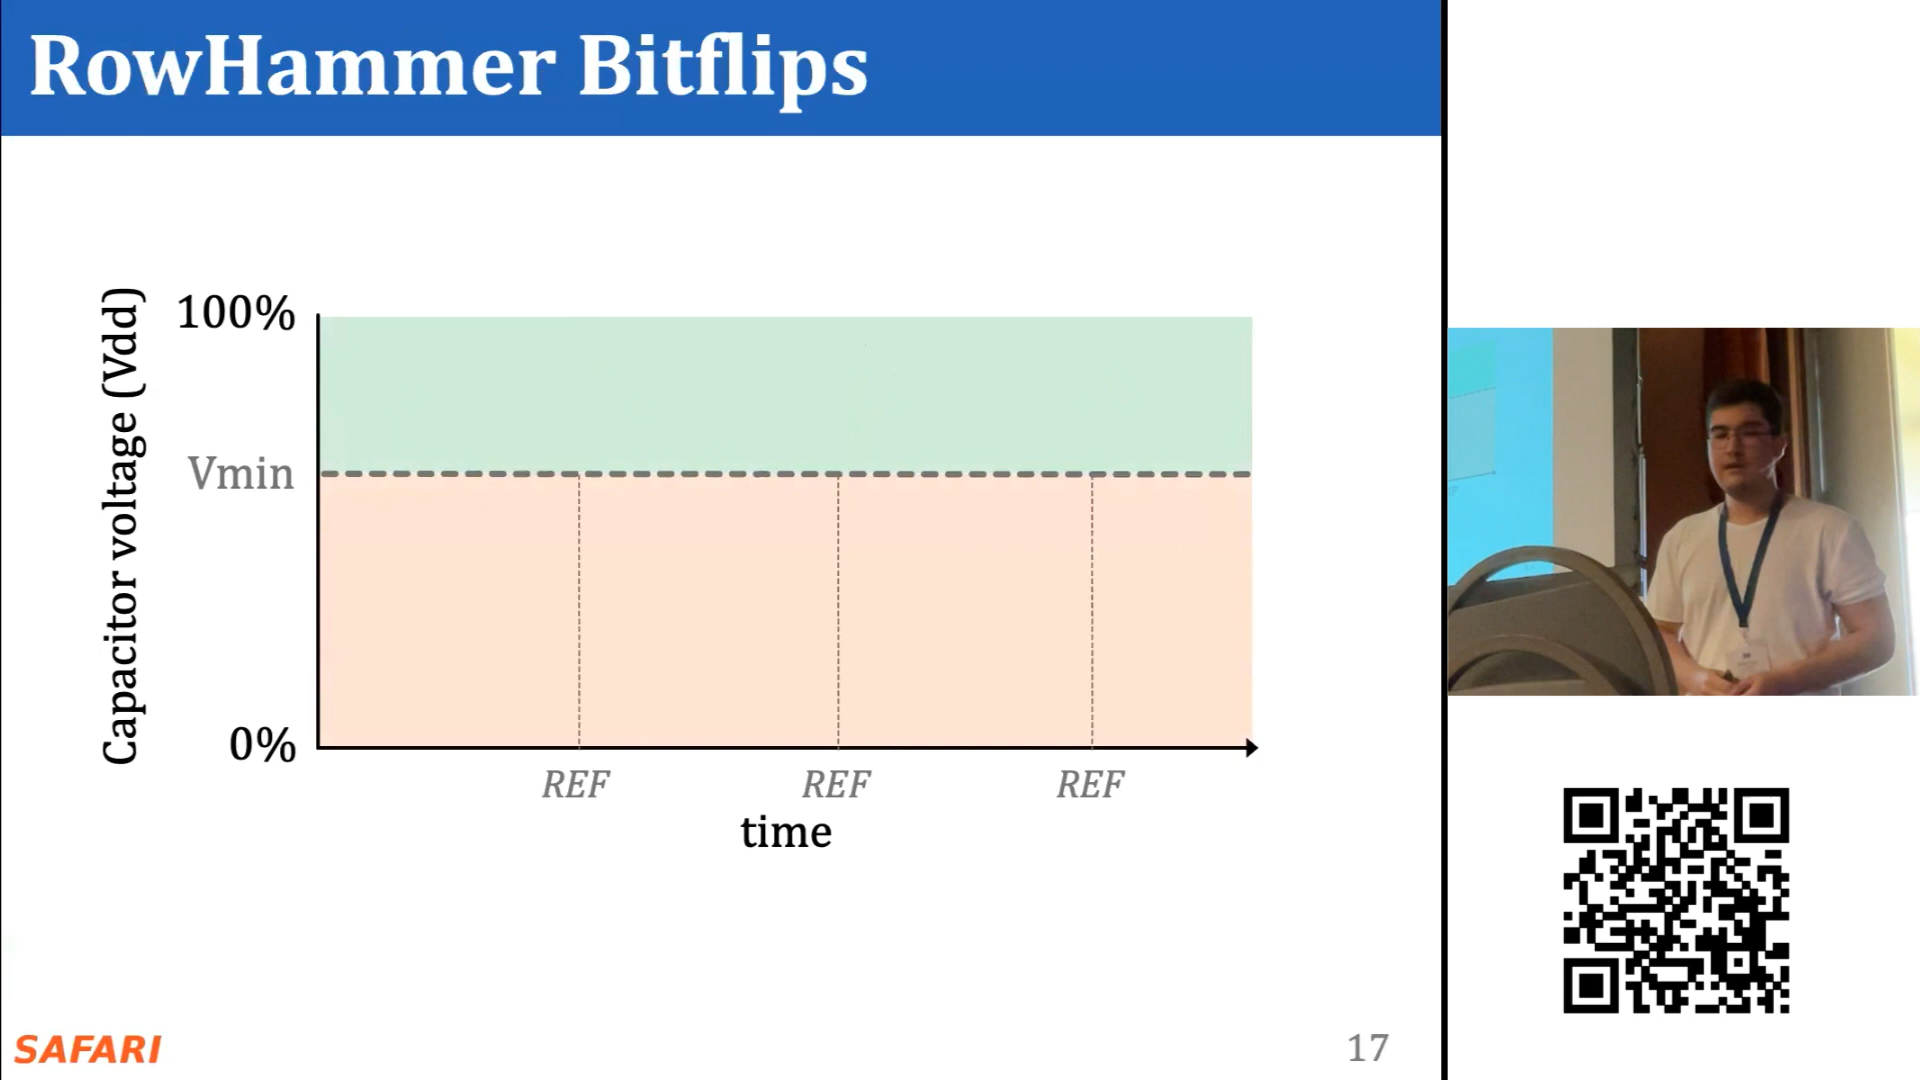 RowHammer Bitflips
Capacitor voltage (Vdd)
100%
Vmin
0%
REF REF REF
time
SAFARI
17